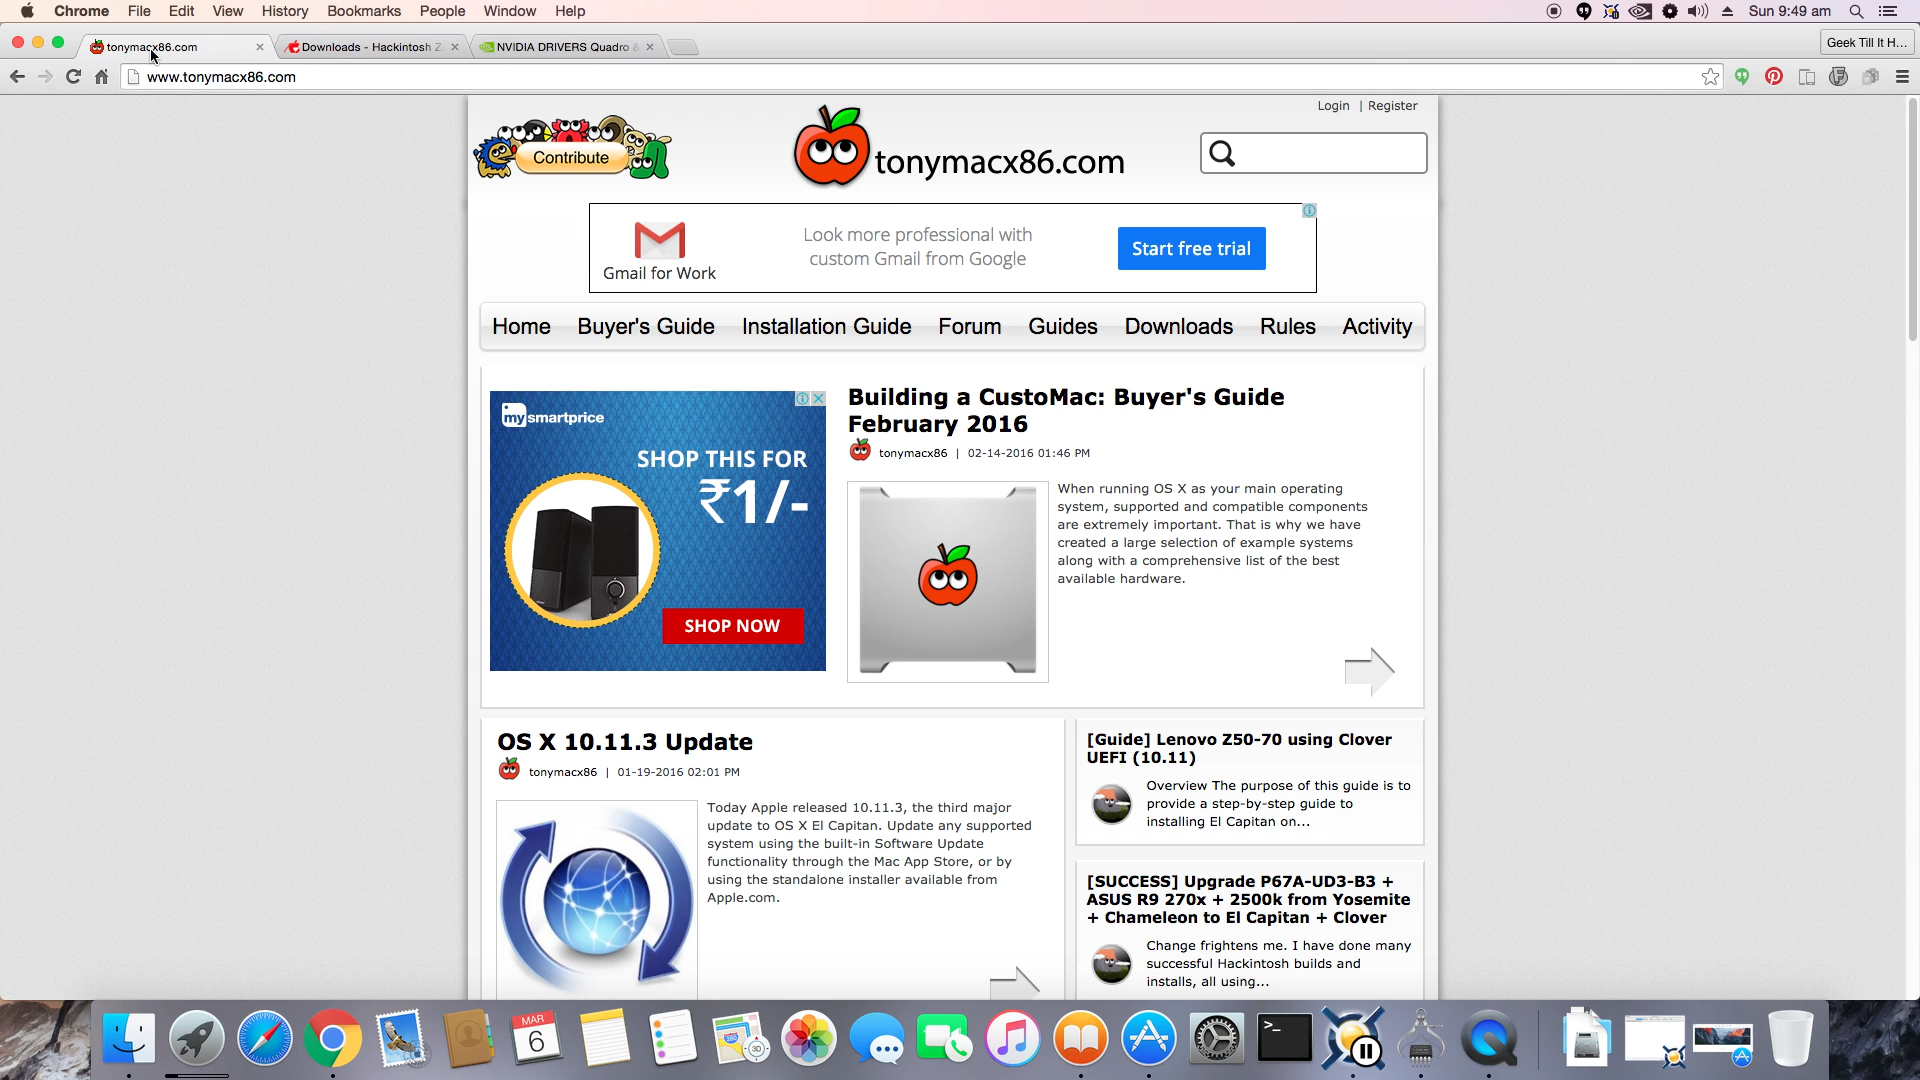 Chrome File Edit View History Bookmarks People Window Help
Sun 9:49 am
tonymacx86.com
Downloads - Hackintosh Z
NVIDIA DRIVERS Quadro &
Geek Till It H...
www.tonymacx86.com
Login | Register
Contribute
tonymacx86.com
Gmail for Work
Look more professional with
custom Gmail from Google
Start free trial
Home Buyer's Guide Installation Guide Forum Guides Downloads Rules Activity
mysmartprice
SHOP THIS FOR
₹1/-
SHOP NOW
Building a CustoMac: Buyer's Guide
February 2016
tonymacx86 | 02-14-2016 01:46 PM
When running OS X as your main operating
system, supported and compatible components
are extremely important. That is why we have
created a large selection of example systems
along with a comprehensive list of the best
available hardware.
OS X 10.11.3 Update
tonymacx86 | 01-19-2016 02:01 PM
Today Apple released 10.11.3, the third major
update to OS X El Capitan. Update any supported
system using the built-in Software Update
functionality through the Mac App Store, or by
using the standalone installer available from
Apple.com.
[Guide] Lenovo Z50-70 using Clover
UEFI (10.11)
Overview The purpose of this guide is to
provide a step-by-step guide to
installing El Capitan on...
[SUCCESS] Upgrade P67A-UD3-B3 +
ASUS R9 270x + 2500k from Yosemite
+ Chameleon to El Capitan + Clover
Change frightens me. I have done many
successful Hackintosh builds and
installs, all using...
MAR
6
3D
>_